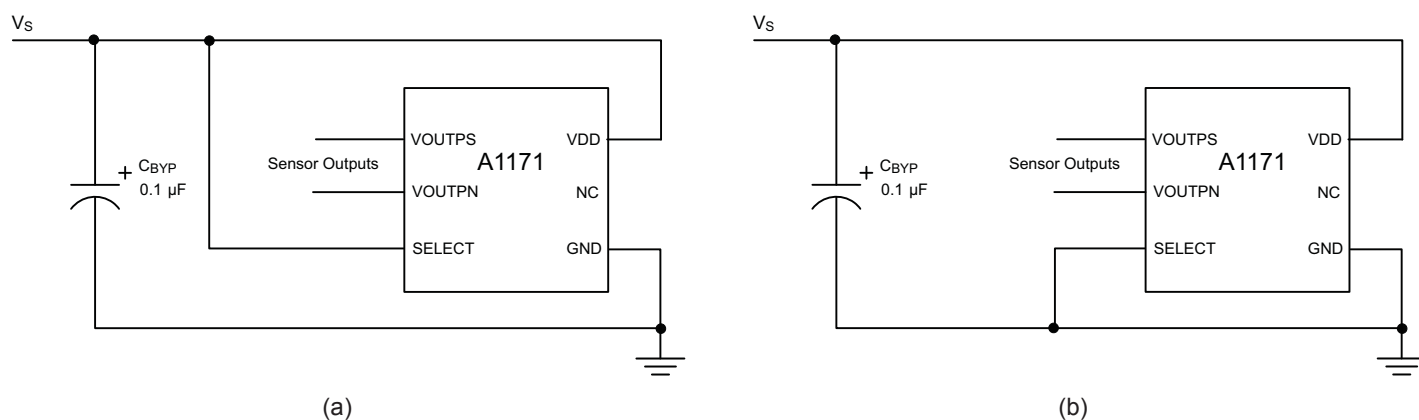 VS
VS
VOUTPS
VDD
CBYP
0.1 µF
Sensor Outputs
A1171
VOUTPN
NC
SELECT
GND
VOUTPS
VDD
CBYP
0.1 µF
Sensor Outputs
A1171
VOUTPN
NC
SELECT
GND
(a)
(b)